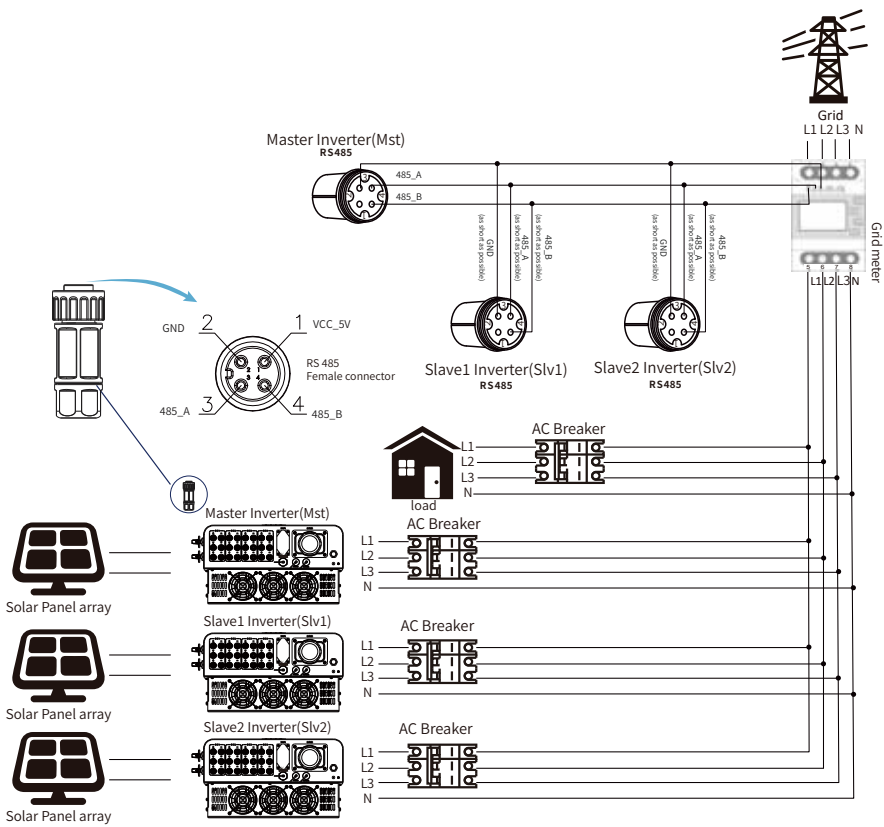 Grid
L1 L2 L3 N
Master Inverter(Mst)
RS485
485_A
485_B
3
GND
(as short as possible)
485_A
(as short as possible)
485_B
(as short as possible)
GND
(as short as possible)
485_A
(as short as possible)
485_B
(as short as possible)
Grid meter
5 6 7 8
L1 L2 L3 N
Slave1 Inverter(Slv1)
RS485
Slave2 Inverter(Slv2)
RS485
GND 2
1 VCC_5V
2 1
3 4
RS 485
Female connector
485_A 3
4 485_B
AC Breaker
L1
L2
L3
N
load
Master Inverter(Mst)
AC Breaker
L1
L2
L3
N
Solar Panel array
Slave1 Inverter(Slv1)
AC Breaker
L1
L2
L3
N
Solar Panel array
Slave2 Inverter(Slv2)
AC Breaker
L1
L2
L3
N
Solar Panel array